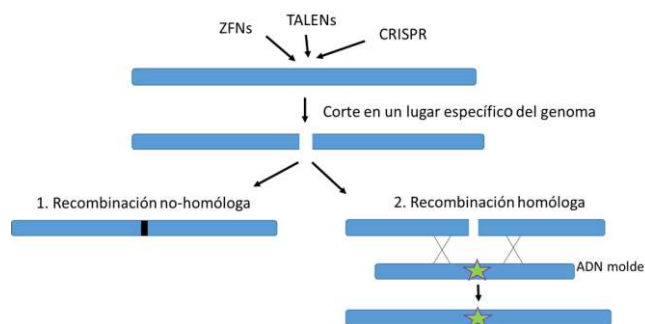 ZFNs
TALENs
CRISPR
Corte en un lugar específico del genoma
1. Recombinación no-homóloga
2. Recombinación homóloga
ADN molde